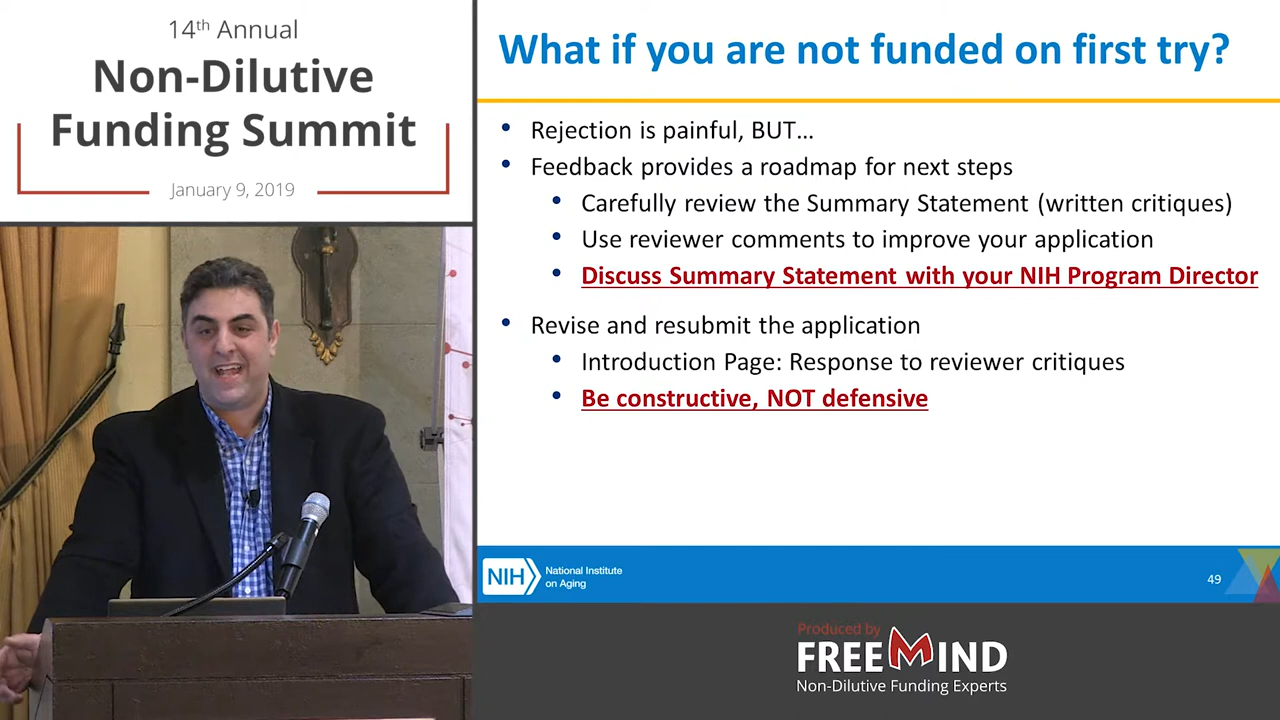 14th Annual
Non-Dilutive
Funding Summit
January 9, 2019
What if you are not funded on first try?
• Rejection is painful, BUT…
• Feedback provides a roadmap for next steps
• Carefully review the Summary Statement (written critiques)
• Use reviewer comments to improve your application
• Discuss Summary Statement with your NIH Program Director
• Revise and resubmit the application
• Introduction Page: Response to reviewer critiques
• Be constructive, NOT defensive
NIH National Institute
on Aging
49
Produced by
FREEMIND
Non-Dilutive Funding Experts